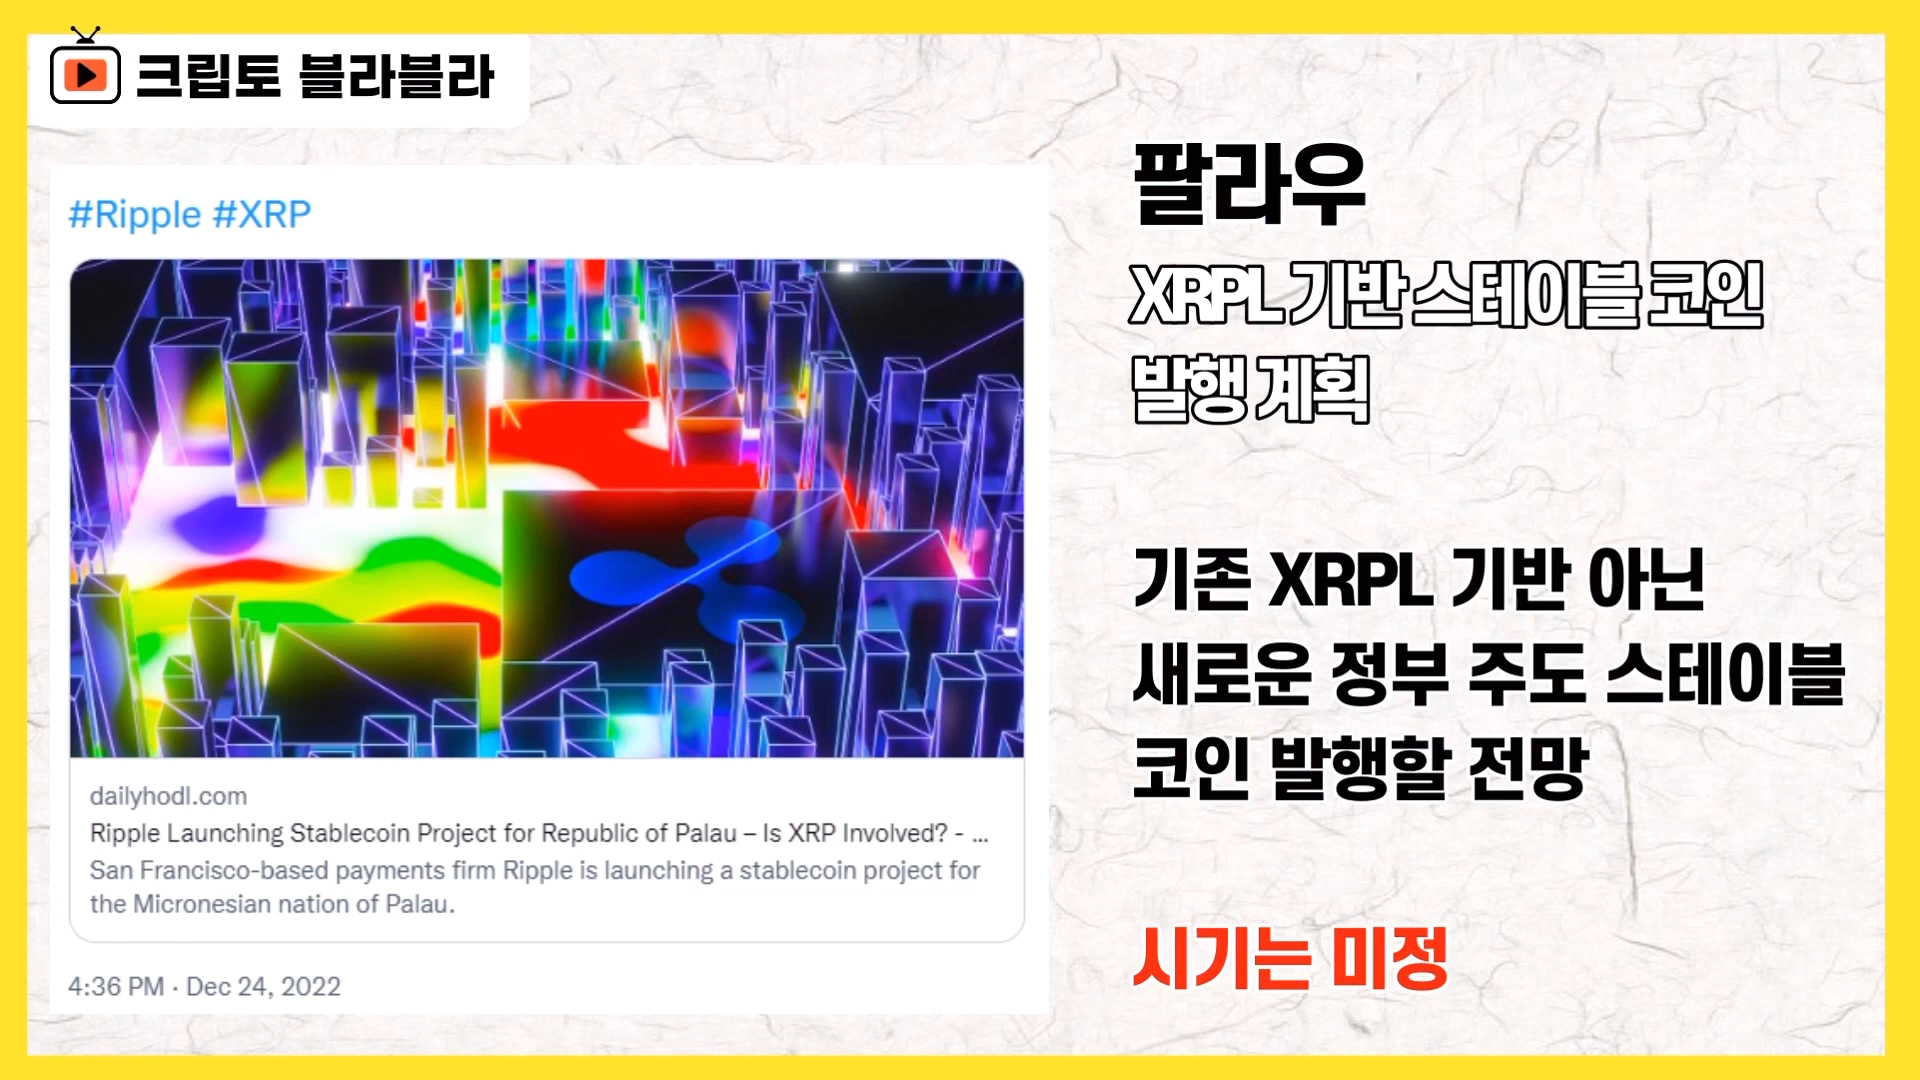 크립토 블라블라
#Ripple #XRP
dailyhodl.com
Ripple Launching Stablecoin Project for Republic of Palau – Is XRP Involved? - ...
San Francisco-based payments firm Ripple is launching a stablecoin project for
the Micronesian nation of Palau.
4:36 PM · Dec 24, 2022
팔라우
XRPL 기반 스테이블 코인
발행 계획
기존 XRPL 기반 아닌
새로운 정부 주도 스테이블
코인 발행할 전망
시기는 미정